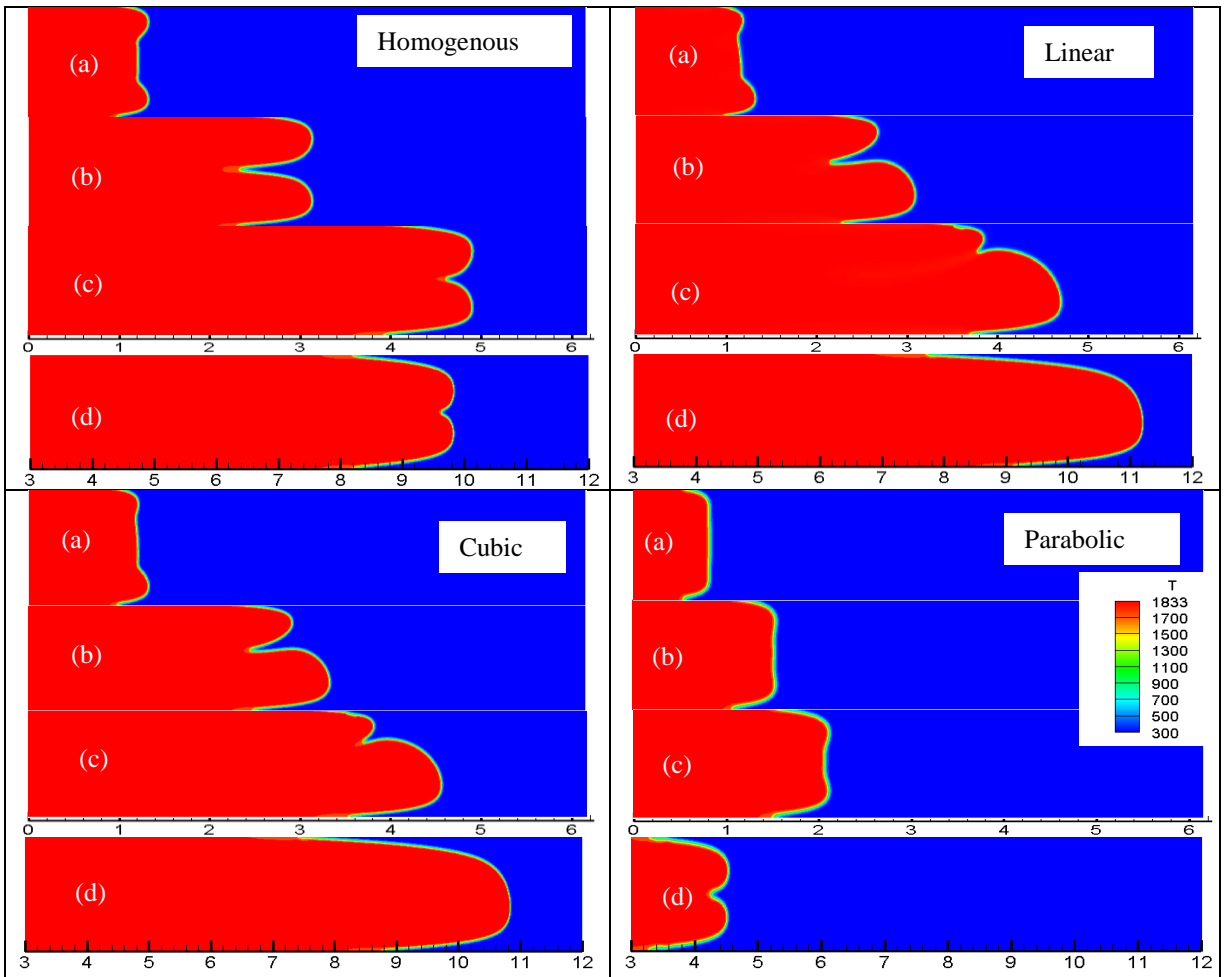 Homogenous
(a)
(b)
(c)
0 1 2 3 4 5 6
(d)
3 4 5 6 7 8 9 10 11 12
Linear
(a)
(b)
(c)
0 1 2 3 4 5 6
(d)
3 4 5 6 7 8 9 10 11 12
Cubic
(a)
(b)
(c)
0 1 2 3 4 5 6
(d)
3 4 5 6 7 8 9 10 11 12
Parabolic
(a)
T
1833
1700
1500
1300
1100
900
700
500
300
(b)
(c)
0 1 2 3 4 5 6
(d)
3 4 5 6 7 8 9 10 11 12